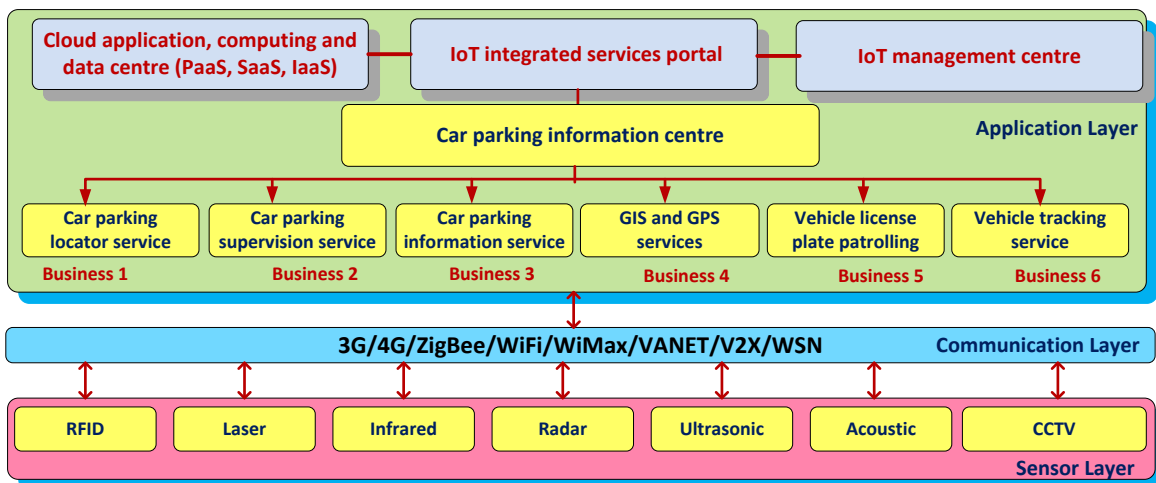 Cloud application, computing and
data centre (PaaS, SaaS, IaaS)
IoT integrated services portal
IoT management centre
Car parking information centre
Application Layer
Car parking
locator service
Car parking
supervision service
Car parking
information service
GIS and GPS
services
Vehicle license
plate patrolling
Vehicle tracking
service
Business 1
Business 2
Business 3
Business 4
Business 5
Business 6
3G/4G/ZigBee/WiFi/WiMax/VANET/V2X/WSN
Communication Layer
RFID
Laser
Infrared
Radar
Ultrasonic
Acoustic
CCTV
Sensor Layer